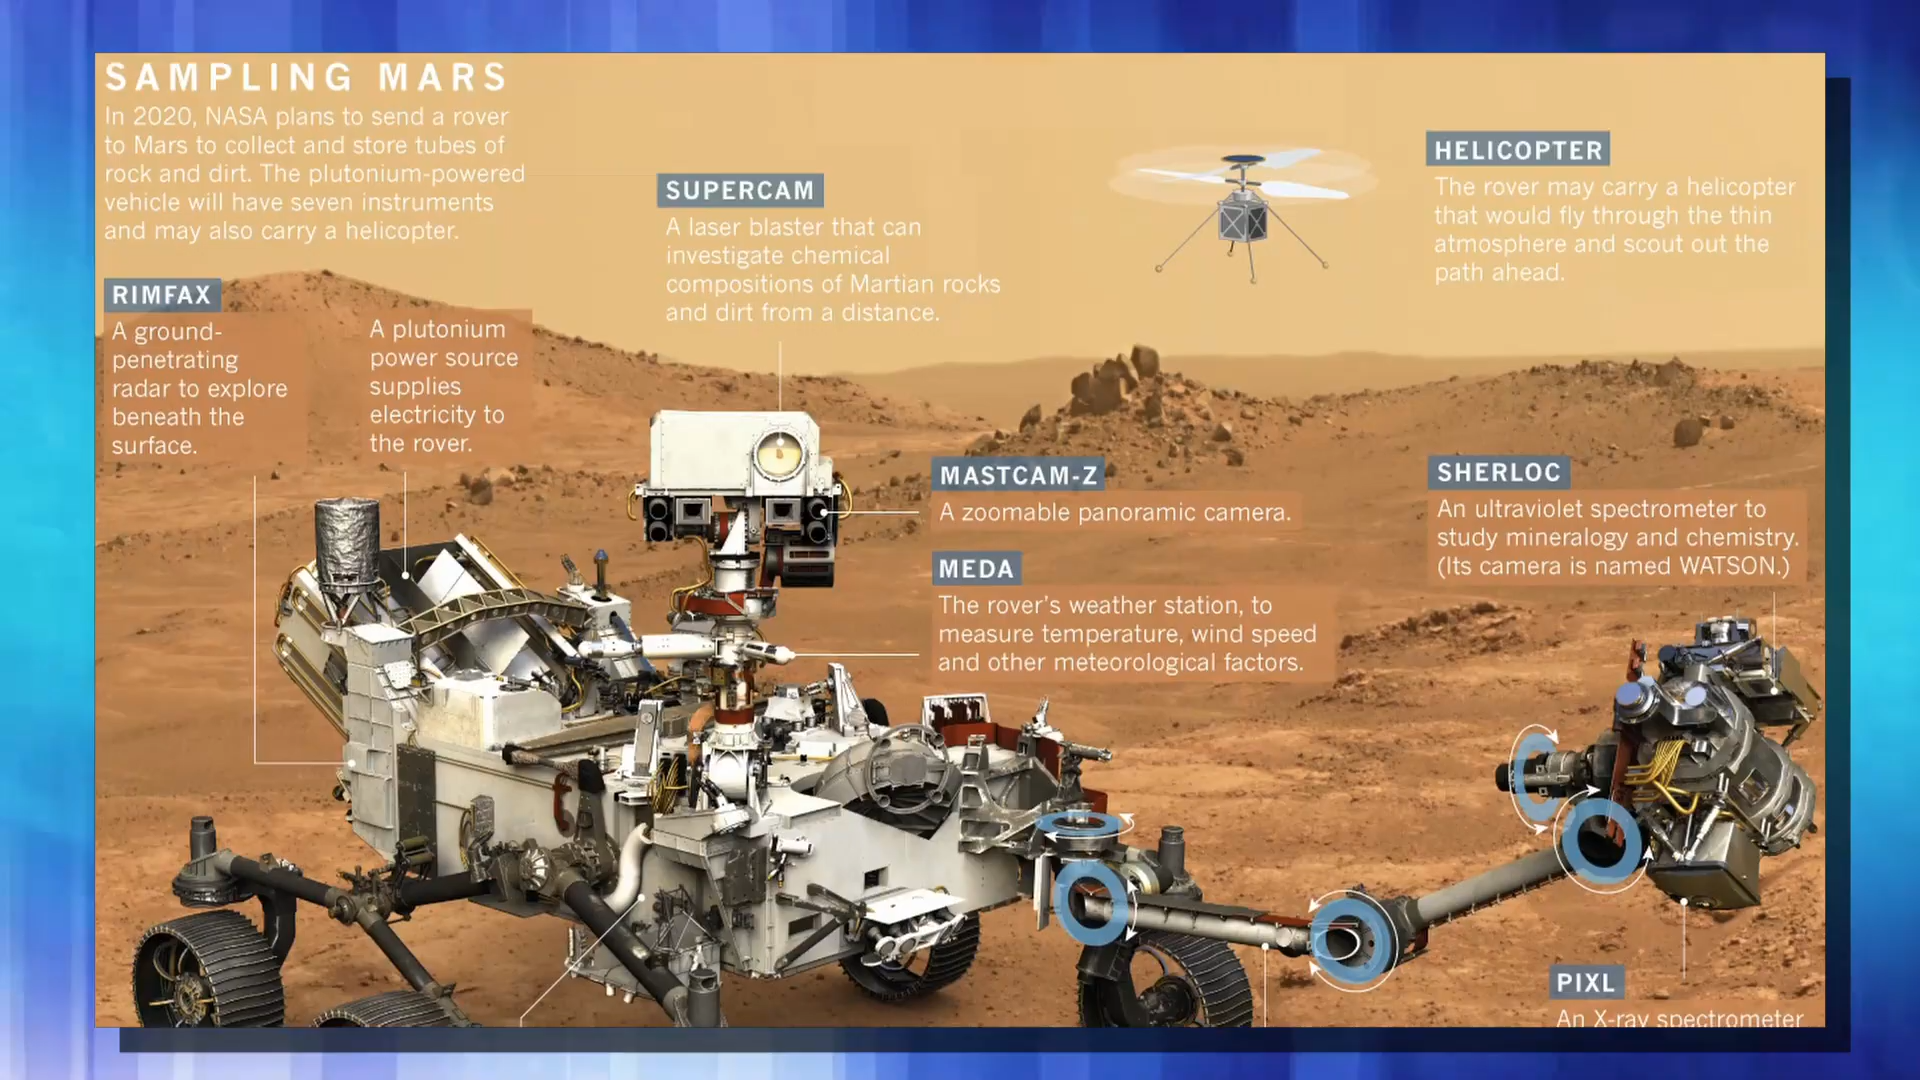 SAMPLING MARS
In 2020, NASA plans to send a rover
to Mars to collect and store tubes of
rock and dirt. The plutonium-powered
vehicle will have seven instruments
and may also carry a helicopter.
RIMFAX
A ground-
penetrating
radar to explore
beneath the
surface.
A plutonium
power source
supplies
electricity to
the rover.
SUPERCAM
A laser blaster that can
investigate chemical
compositions of Martian rocks
and dirt from a distance.
HELICOPTER
The rover may carry a helicopter
that would fly through the thin
atmosphere and scout out the
path ahead.
MASTCAM-Z
A zoomable panoramic camera.
MEDA
The rover's weather station, to
measure temperature, wind speed
and other meteorological factors.
SHERLOC
An ultraviolet spectrometer to
study mineralogy and chemistry.
(Its camera is named WATSON.)
PIXL
An X-ray spectrometer